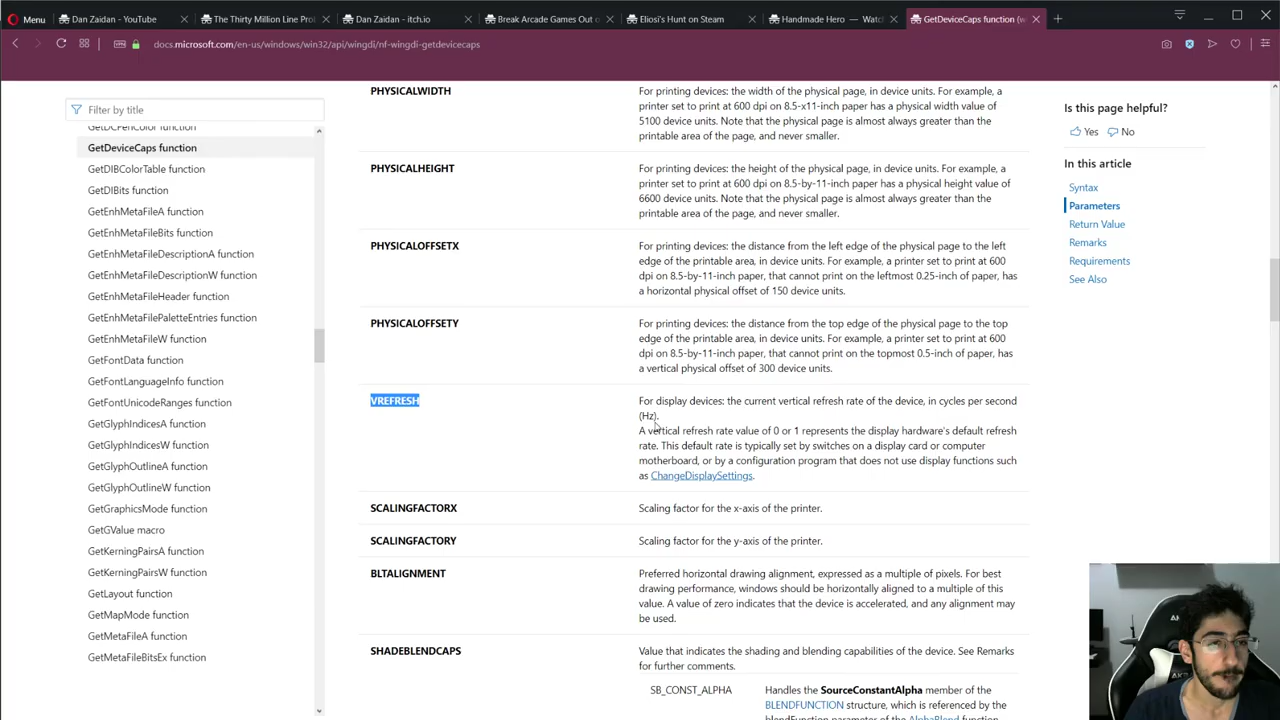 Menu
Dan Zaidan - YouTube
The Thirty Million Line Prob
Dan Zaidan - itch.io
Break Arcade Games Out o
Eliosi's Hunt on Steam
Handmade Hero — Watch
GetDeviceCaps function (w
docs.microsoft.com/en-us/windows/win32/api/wingdi/nf-wingdi-getdevicecaps
Filter by title
GetDCPenColor function
GetDeviceCaps function
GetDIBColorTable function
GetDIBits function
GetEnhMetaFileA function
GetEnhMetaFileBits function
GetEnhMetaFileDescriptionA function
GetEnhMetaFileDescriptionW function
GetEnhMetaFileHeader function
GetEnhMetaFilePaletteEntries function
GetEnhMetaFileW function
GetFontData function
GetFontLanguageInfo function
GetFontUnicodeRanges function
GetGlyphIndicesA function
GetGlyphIndicesW function
GetGlyphOutlineA function
GetGlyphOutlineW function
GetGraphicsMode function
GetGValue macro
GetKerningPairsA function
GetKerningPairsW function
GetLayout function
GetMapMode function
GetMetaFileA function
GetMetaFileBitsEx function
PHYSICALWIDTH
For printing devices: the width of the physical page, in device units. For example, a
printer set to print at 600 dpi on 8.5-x11-inch paper has a physical width value of
5100 device units. Note that the physical page is almost always greater than the
printable area of the page, and never smaller.
PHYSICALHEIGHT
For printing devices: the height of the physical page, in device units. For example, a
printer set to print at 600 dpi on 8.5-by-11-inch paper has a physical height value of
6600 device units. Note that the physical page is almost always greater than the
printable area of the page, and never smaller.
PHYSICALOFFSETX
For printing devices: the distance from the left edge of the physical page to the left
edge of the printable area, in device units. For example, a printer set to print at 600
dpi on 8.5-by-11-inch paper, that cannot print on the leftmost 0.25-inch of paper, has
a horizontal physical offset of 150 device units.
PHYSICALOFFSETY
For printing devices: the distance from the top edge of the physical page to the top
edge of the printable area, in device units. For example, a printer set to print at 600
dpi on 8.5-by-11-inch paper, that cannot print on the topmost 0.5-inch of paper, has
a vertical physical offset of 300 device units.
VREFRESH
For display devices: the current vertical refresh rate of the device, in cycles per second
(Hz).
A vertical refresh rate value of 0 or 1 represents the display hardware's default refresh
rate. This default rate is typically set by switches on a display card or computer
motherboard, or by a configuration program that does not use display functions such
as ChangeDisplaySettings.
SCALINGFACTORX
Scaling factor for the x-axis of the printer.
SCALINGFACTORY
Scaling factor for the y-axis of the printer.
BLTALIGNMENT
Preferred horizontal drawing alignment, expressed as a multiple of pixels. For best
drawing performance, windows should be horizontally aligned to a multiple of this
value. A value of zero indicates that the device is accelerated, and any alignment may
be used.
SHADEBLENDCAPS
Value that indicates the shading and blending capabilities of the device. See Remarks
for further comments.
SB_CONST_ALPHA
Handles the SourceConstantAlpha member of the
BLENDFUNCTION structure, which is referenced by the
blendFunction parameter of the AlphaBlend function
Is this page helpful?
Yes
No
In this article
Syntax
Parameters
Return Value
Remarks
Requirements
See Also